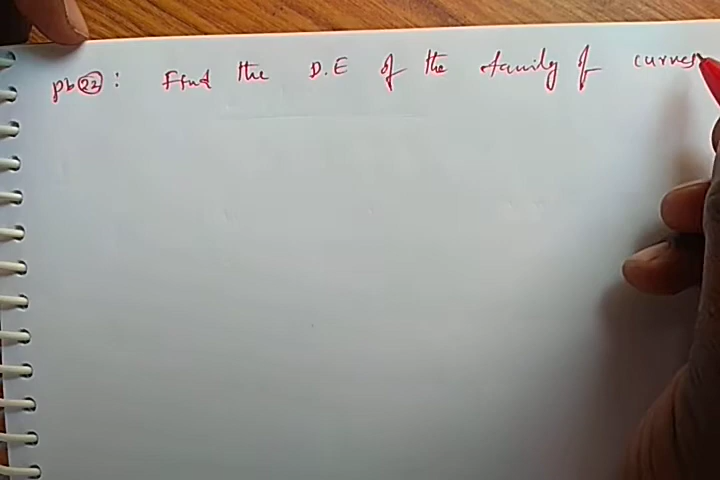 pb 22 : Find the D.E of the family of curves